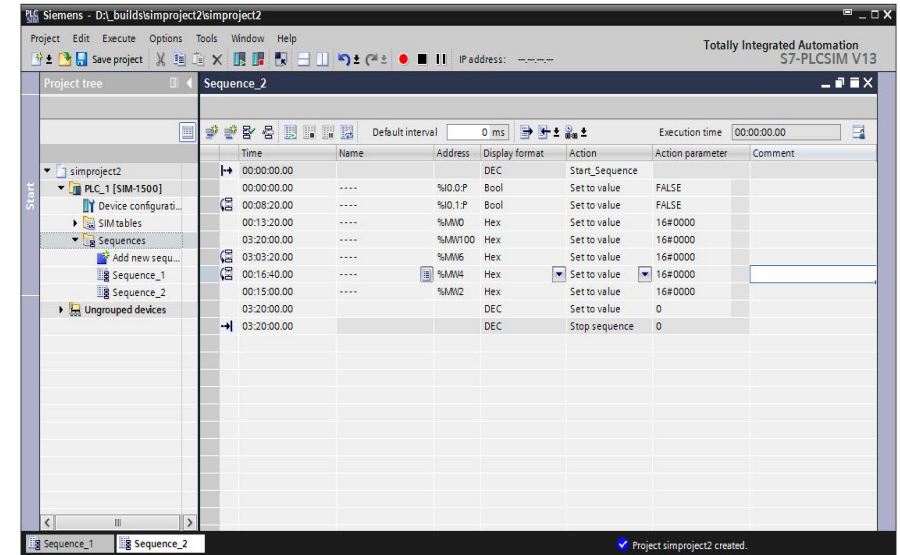 PLC SIM Siemens - D:\_builds\simproject2\simproject2
Project Edit Execute Options Tools Window Help
Totally Integrated Automation
S7-PLCSIM V13
Save project IP address: -.-.-.-
Project tree
Sequence_2
Default interval 0 ms Execution time 00:00:00.00
Time Name Address Display format Action Action parameter Comment
00:00:00.00 DEC Start_Sequence
00:00:00.00 ---- %I0.0:P Bool Set to value FALSE
00:08:20.00 ---- %I0.1:P Bool Set to value FALSE
00:13:20.00 ---- %MW0 Hex Set to value 16#0000
03:20:00.00 ---- %MW100 Hex Set to value 16#0000
03:03:20.00 ---- %MW6 Hex Set to value 16#0000
00:16:40.00 ---- %MW4 Hex Set to value 16#0000
00:15:00.00 ---- %MW2 Hex Set to value 16#0000
03:20:00.00 DEC Set to value 0
03:20:00.00 DEC Stop sequence 0
Start
simproject2
PLC_1 [SIM-1500]
Device configurati...
SIM tables
Sequences
Add new sequ...
Sequence_1
Sequence_2
Ungrouped devices
Sequence_1 Sequence_2
Project simproject2 created.